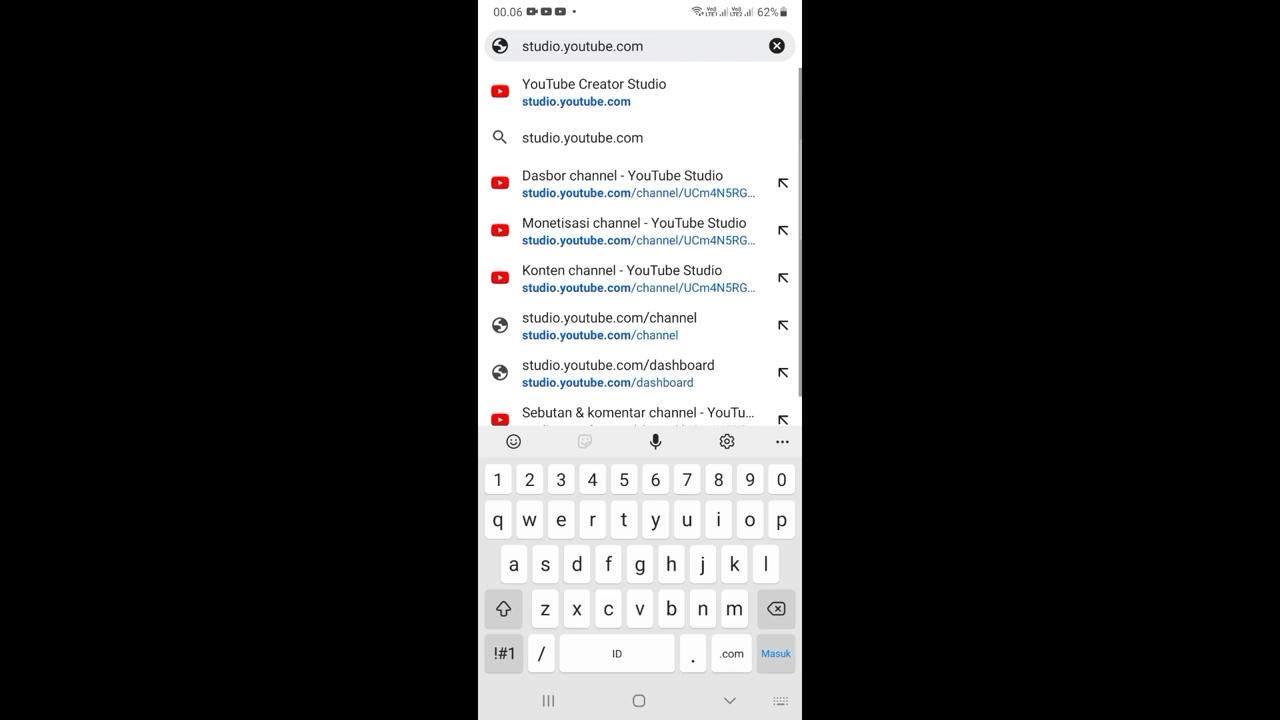 00.06 62%
studio.youtube.com
YouTube Creator Studio
studio.youtube.com
studio.youtube.com
Dasbor channel - YouTube Studio
studio.youtube.com/channel/UCm4N5RG...
Monetisasi channel - YouTube Studio
studio.youtube.com/channel/UCm4N5RG...
Konten channel - YouTube Studio
studio.youtube.com/channel/UCm4N5RG...
studio.youtube.com/channel
studio.youtube.com/channel
studio.youtube.com/dashboard
studio.youtube.com/dashboard
Sebutan & komentar channel - YouTu...
1 2 3 4 5 6 7 8 9 0
q w e r t y u i o p
a s d f g h j k l
z x c v b n m
!#1 / ID . .com Masuk